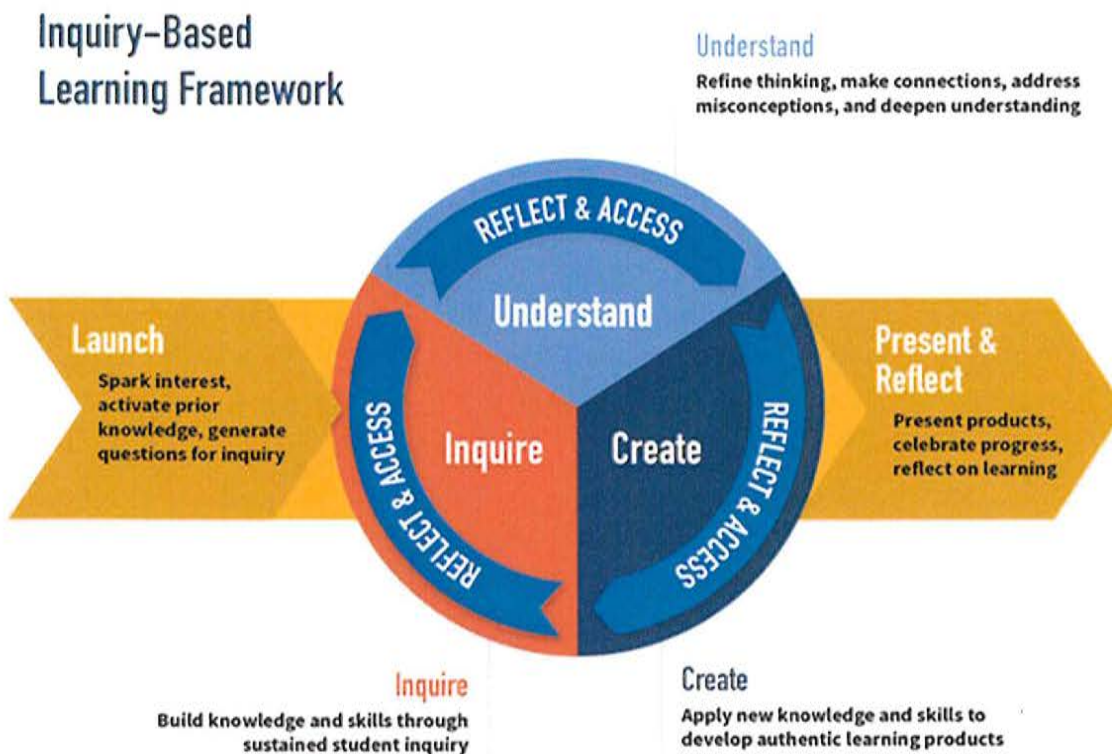 Inquiry-Based
Learning Framework
Understand
Refine thinking, make connections, address
misconceptions, and deepen understanding
REFLECT & ACCESS
Understand
Launch
Spark interest,
activate prior
knowledge, generate
questions for inquiry
REFLECT & ACCESS
Inquire
Create
REFLECT & ACCESS
Present &
Reflect
Present products,
celebrate progress,
reflect on learning
Inquire
Build knowledge and skills through
sustained student inquiry
Create
Apply new knowledge and skills to
develop authentic learning products